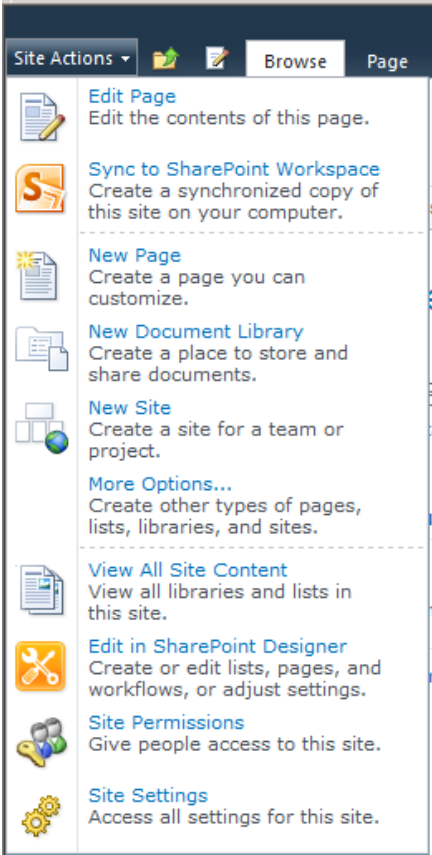 Site Actions Browse Page
Edit Page
Edit the contents of this page.
Sync to SharePoint Workspace
Create a synchronized copy of
this site on your computer.
New Page
Create a page you can
customize.
New Document Library
Create a place to store and
share documents.
New Site
Create a site for a team or
project.
More Options...
Create other types of pages,
lists, libraries, and sites.
View All Site Content
View all libraries and lists in
this site.
Edit in SharePoint Designer
Create or edit lists, pages, and
workflows, or adjust settings.
Site Permissions
Give people access to this site.
Site Settings
Access all settings for this site.